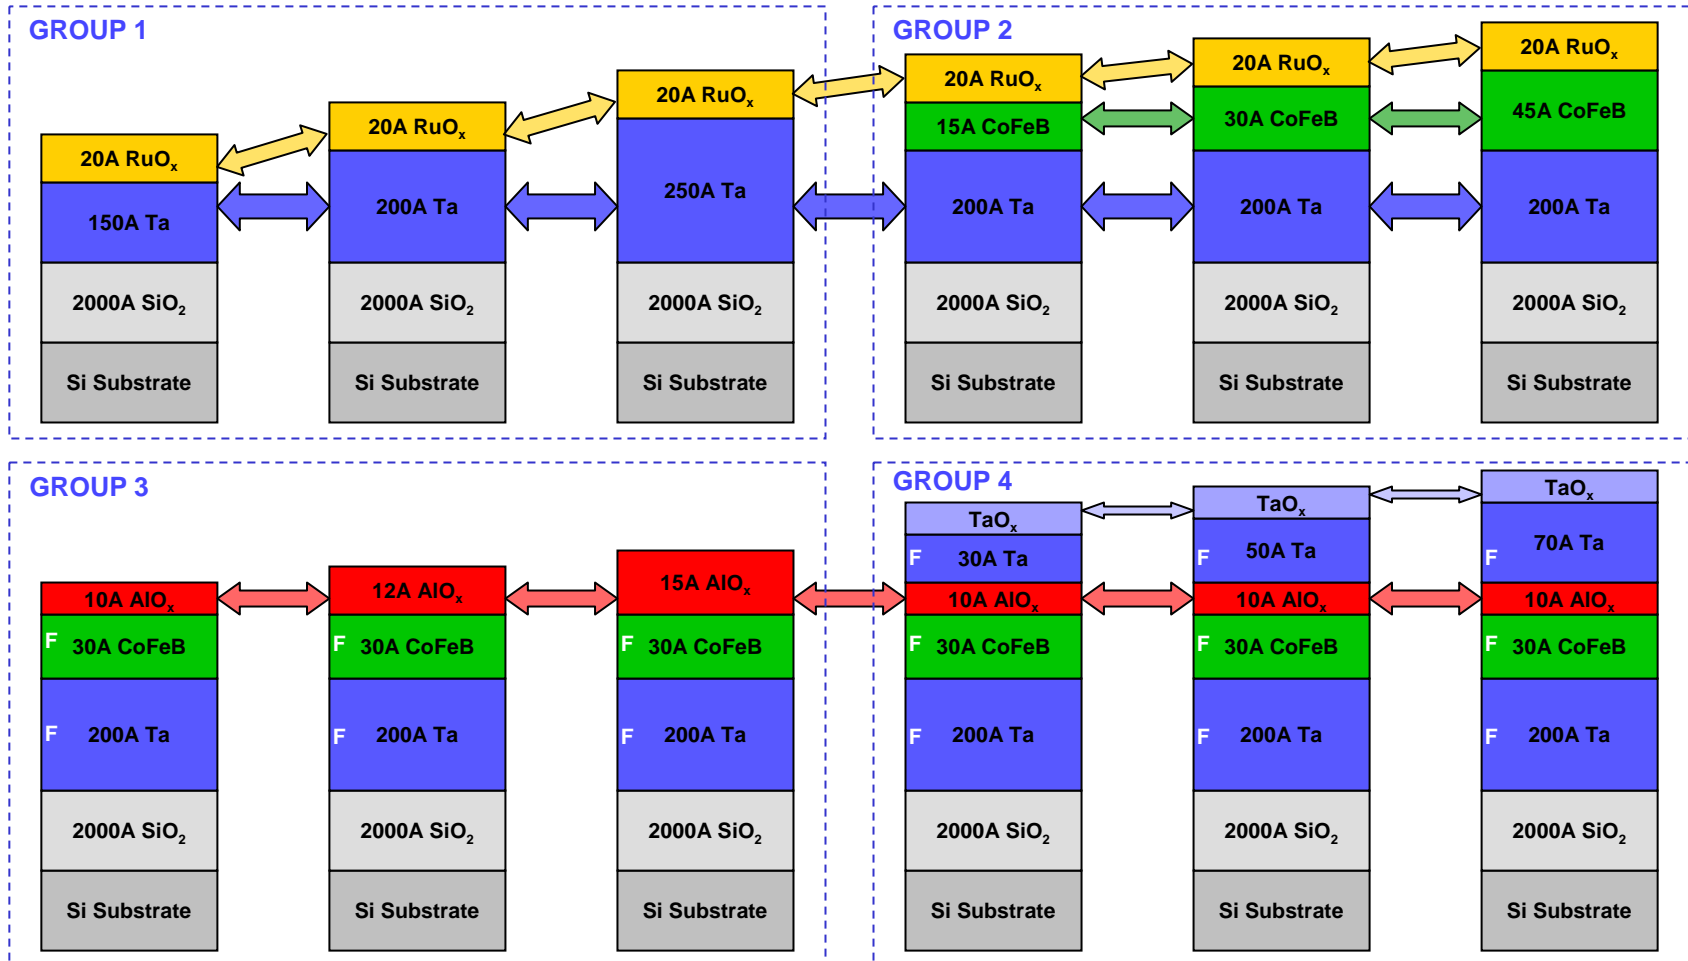 GROUP 1
20A RuOₓ
150A Ta
2000A SiO₂
Si Substrate
20A RuOₓ
200A Ta
2000A SiO₂
Si Substrate
20A RuOₓ
250A Ta
2000A SiO₂
Si Substrate
GROUP 2
20A RuOₓ
15A CoFeB
200A Ta
2000A SiO₂
Si Substrate
20A RuOₓ
30A CoFeB
200A Ta
2000A SiO₂
Si Substrate
20A RuOₓ
45A CoFeB
200A Ta
2000A SiO₂
Si Substrate
GROUP 3
10A AlOₓ
F 30A CoFeB
F 200A Ta
2000A SiO₂
Si Substrate
12A AlOₓ
F 30A CoFeB
F 200A Ta
2000A SiO₂
Si Substrate
15A AlOₓ
F 30A CoFeB
F 200A Ta
2000A SiO₂
Si Substrate
GROUP 4
TaOₓ
F 30A Ta
10A AlOₓ
F 30A CoFeB
F 200A Ta
2000A SiO₂
Si Substrate
TaOₓ
F 50A Ta
10A AlOₓ
F 30A CoFeB
F 200A Ta
2000A SiO₂
Si Substrate
TaOₓ
F 70A Ta
10A AlOₓ
F 30A CoFeB
F 200A Ta
2000A SiO₂
Si Substrate